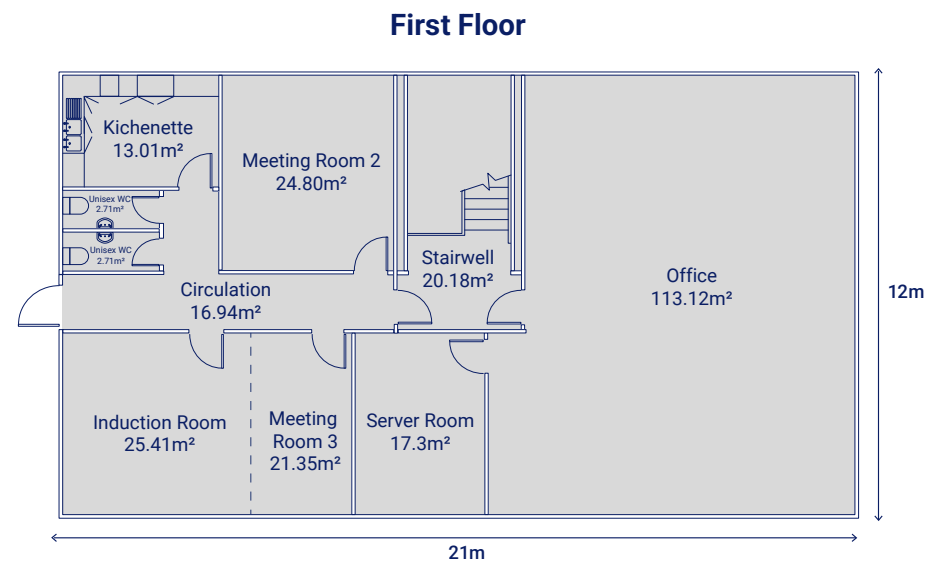 First Floor
Kichenette
13.01m²
Meeting Room 2
24.80m²
Unisex WC
2.71m²
Unisex WC
2.71m²
Stairwell
20.18m²
Office
113.12m²
12m
Circulation
16.94m²
Induction Room
25.41m²
Meeting
Room 3
21.35m²
Server Room
17.3m²
21m